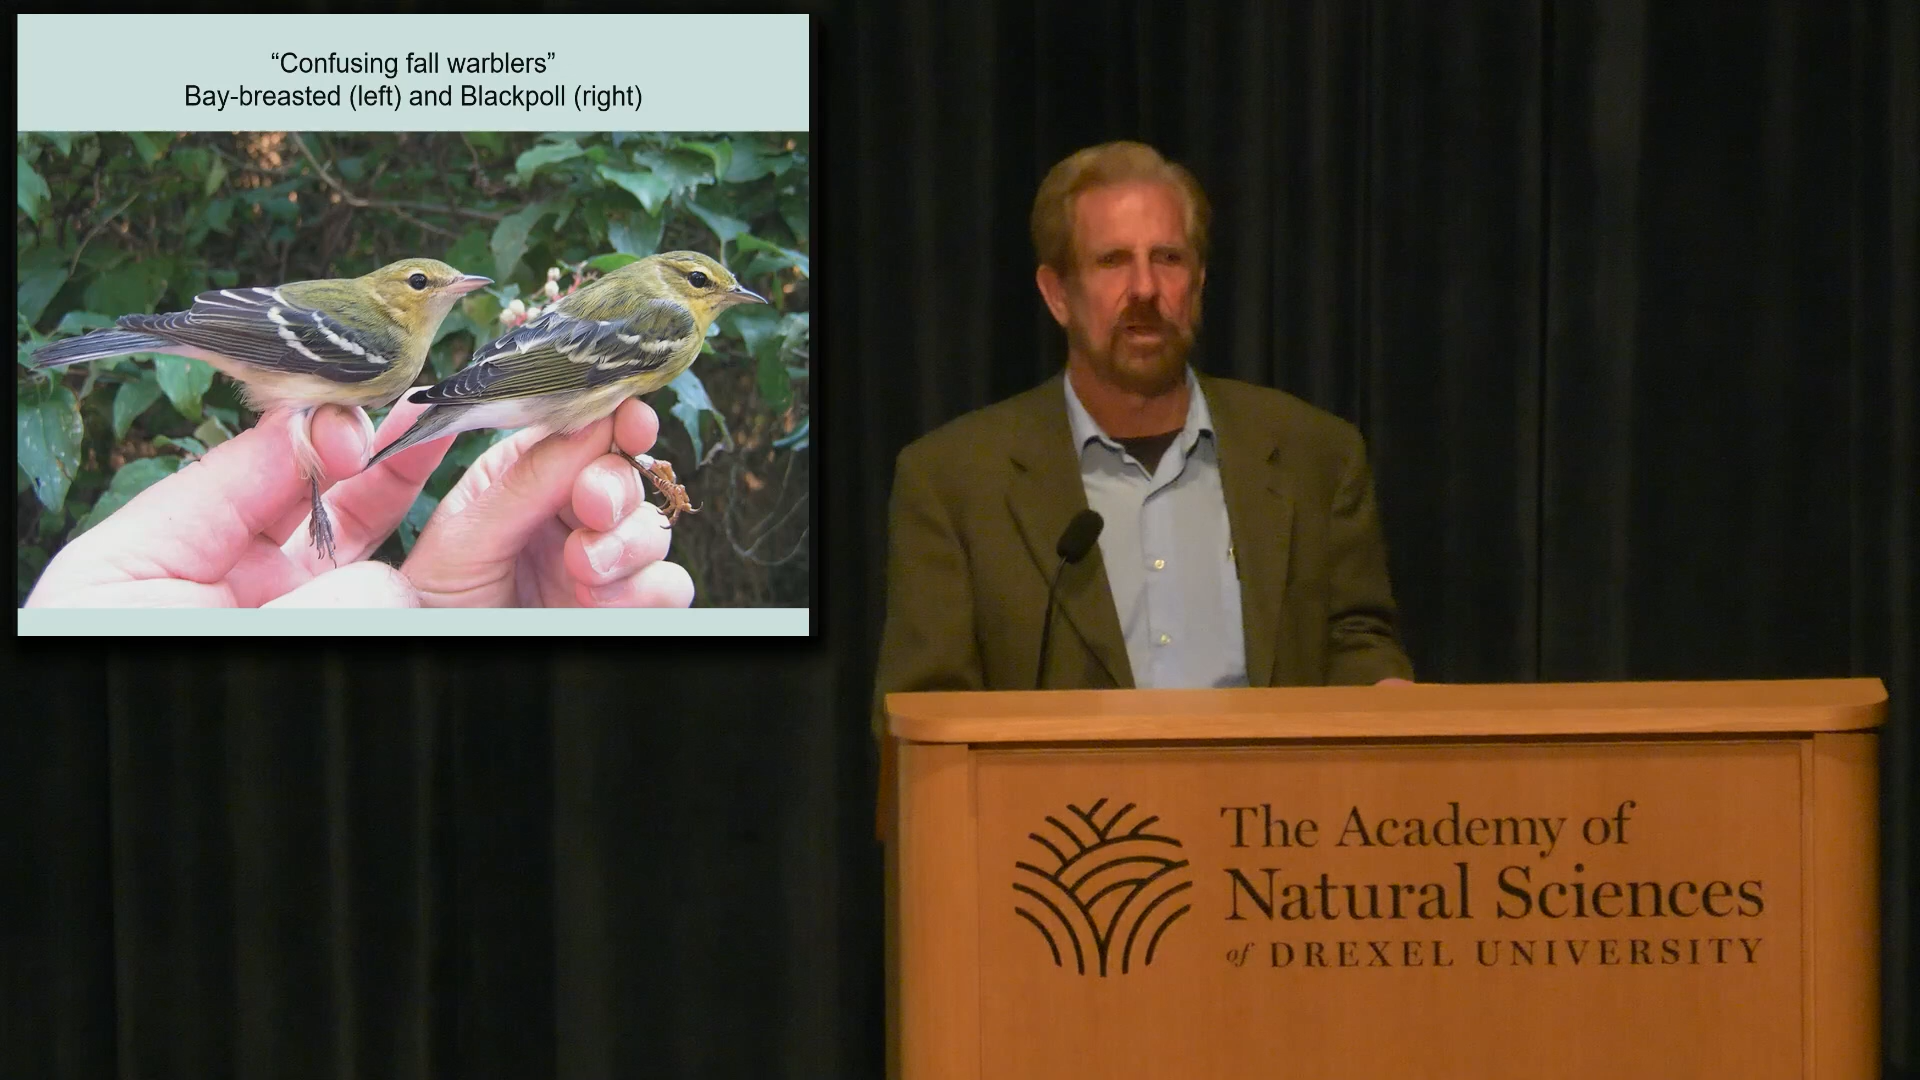 “Confusing fall warblers”
Bay-breasted (left) and Blackpoll (right)
The Academy of
Natural Sciences
of DREXEL UNIVERSITY